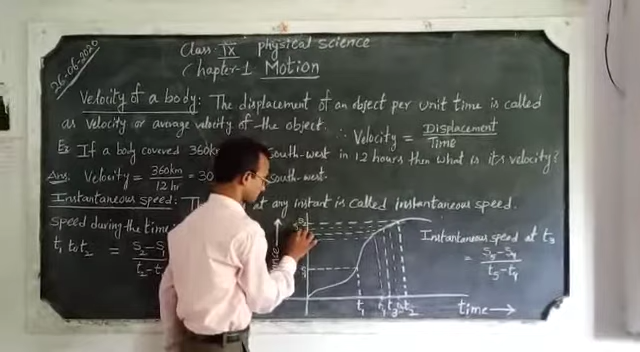 26-06-2020
Class: IX physical science
Chapter-1 Motion
Velocity of a body: The displacement of an object per unit time is called
as velocity or average velocity of the object. ∴ Velocity = Displacement / Time
Ex: If a body covered 360km South-west in 12 hours then what is its velocity?
Ans: Velocity = 360km / 12 hr = 30 South-west.
Instantaneous speed: at any instant is called instantaneous speed.
Speed during the time
t₁ to t₂ = S₂-S₁
Instantaneous speed at t₃
= S₅-S₄ / t₅-t₄
t₁ t₄ t₃ t₅ t₂ time →